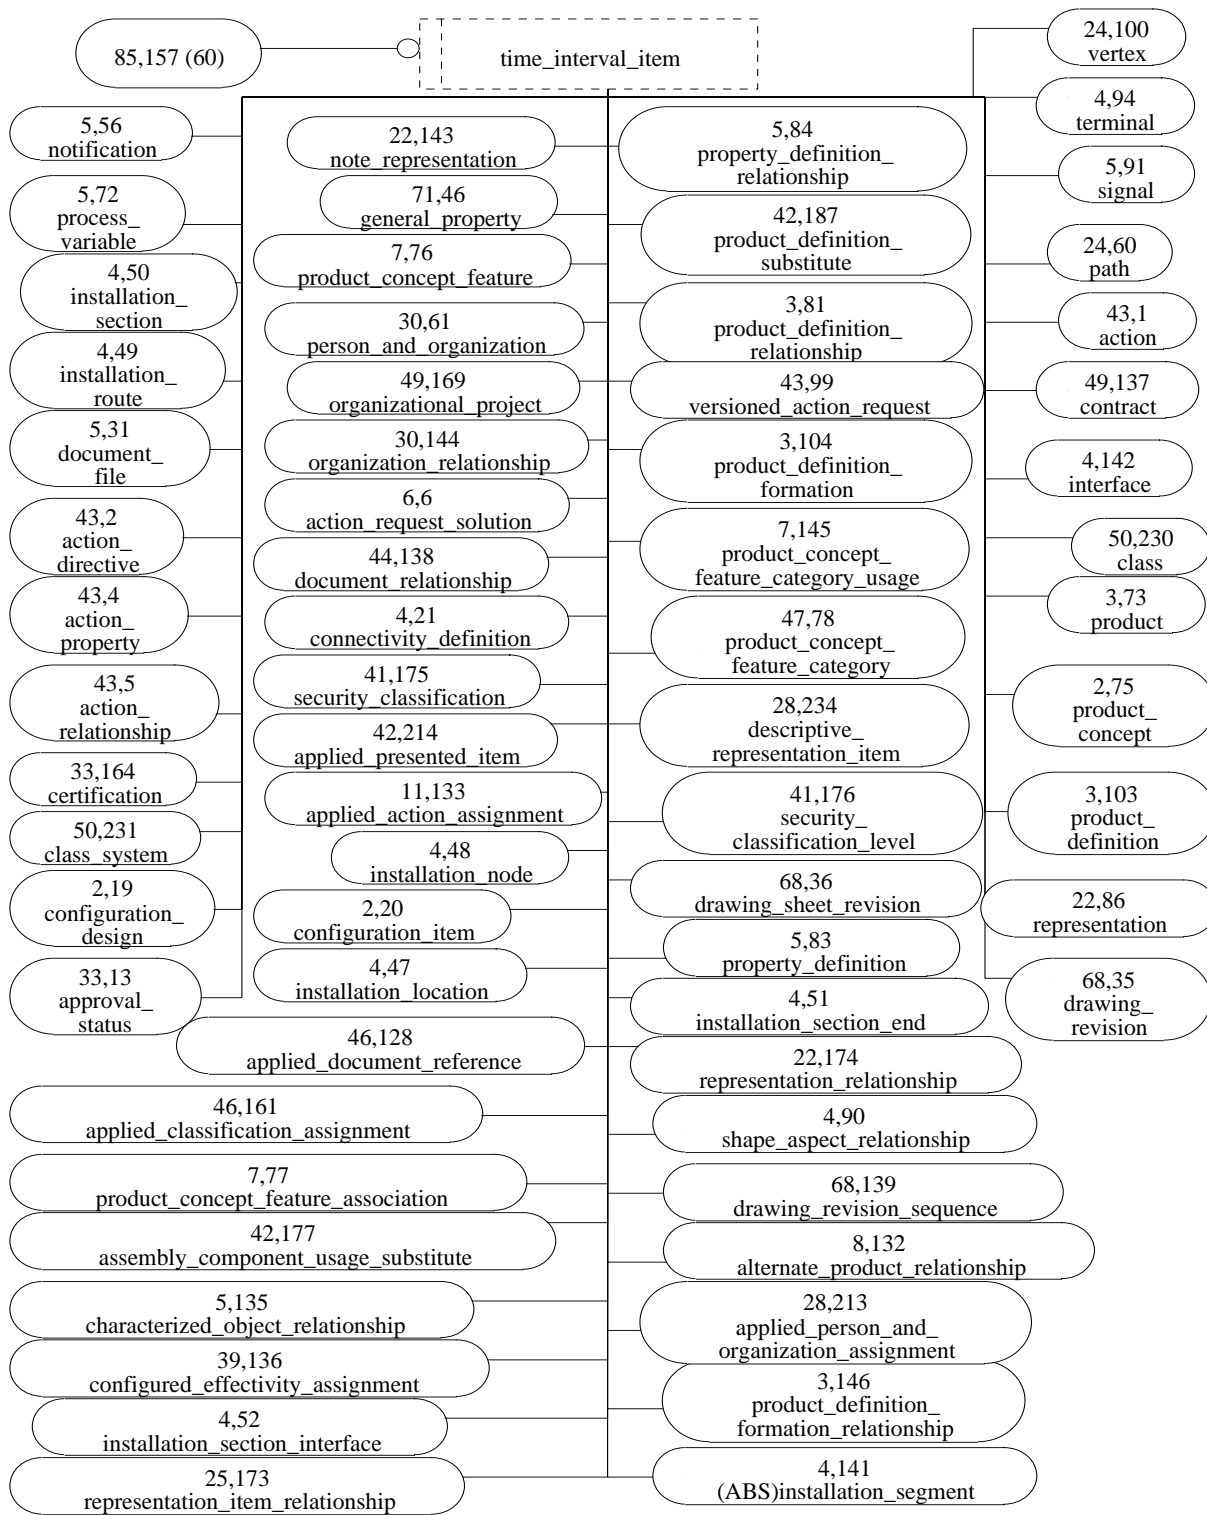 85,157 (60)
time_interval_item
24,100
vertex
4,94
terminal
5,91
signal
24,60
path
43,1
action
49,137
contract
4,142
interface
50,230
class
3,73
product
2,75
product_
concept
3,103
product_
definition
22,86
representation
68,35
drawing_
revision
5,56
notification
5,72
process_
variable
4,50
installation_
section
4,49
installation_
route
5,31
document_
file
43,2
action_
directive
43,4
action_
property
43,5
action_
relationship
33,164
certification
50,231
class_system
2,19
configuration_
design
33,13
approval_
status
22,143
note_representation
71,46
general_property
7,76
product_concept_feature
30,61
person_and_organization
49,169
organizational_project
30,144
organization_relationship
6,6
action_request_solution
44,138
document_relationship
4,21
connectivity_definition
41,175
security_classification
42,214
applied_presented_item
11,133
applied_action_assignment
4,48
installation_node
2,20
configuration_item
4,47
installation_location
46,128
applied_document_reference
46,161
applied_classification_assignment
7,77
product_concept_feature_association
42,177
assembly_component_usage_substitute
5,135
characterized_object_relationship
39,136
configured_effectivity_assignment
4,52
installation_section_interface
25,173
representation_item_relationship
5,84
property_definition_
relationship
42,187
product_definition_
substitute
3,81
product_definition_
relationship
43,99
versioned_action_request
3,104
product_definition_
formation
7,145
product_concept_
feature_category_usage
47,78
product_concept_
feature_category
28,234
descriptive_
representation_item
41,176
security_
classification_level
68,36
drawing_sheet_revision
5,83
property_definition
4,51
installation_section_end
22,174
representation_relationship
4,90
shape_aspect_relationship
68,139
drawing_revision_sequence
8,132
alternate_product_relationship
28,213
applied_person_and_
organization_assignment
3,146
product_definition_
formation_relationship
4,141
(ABS)installation_segment